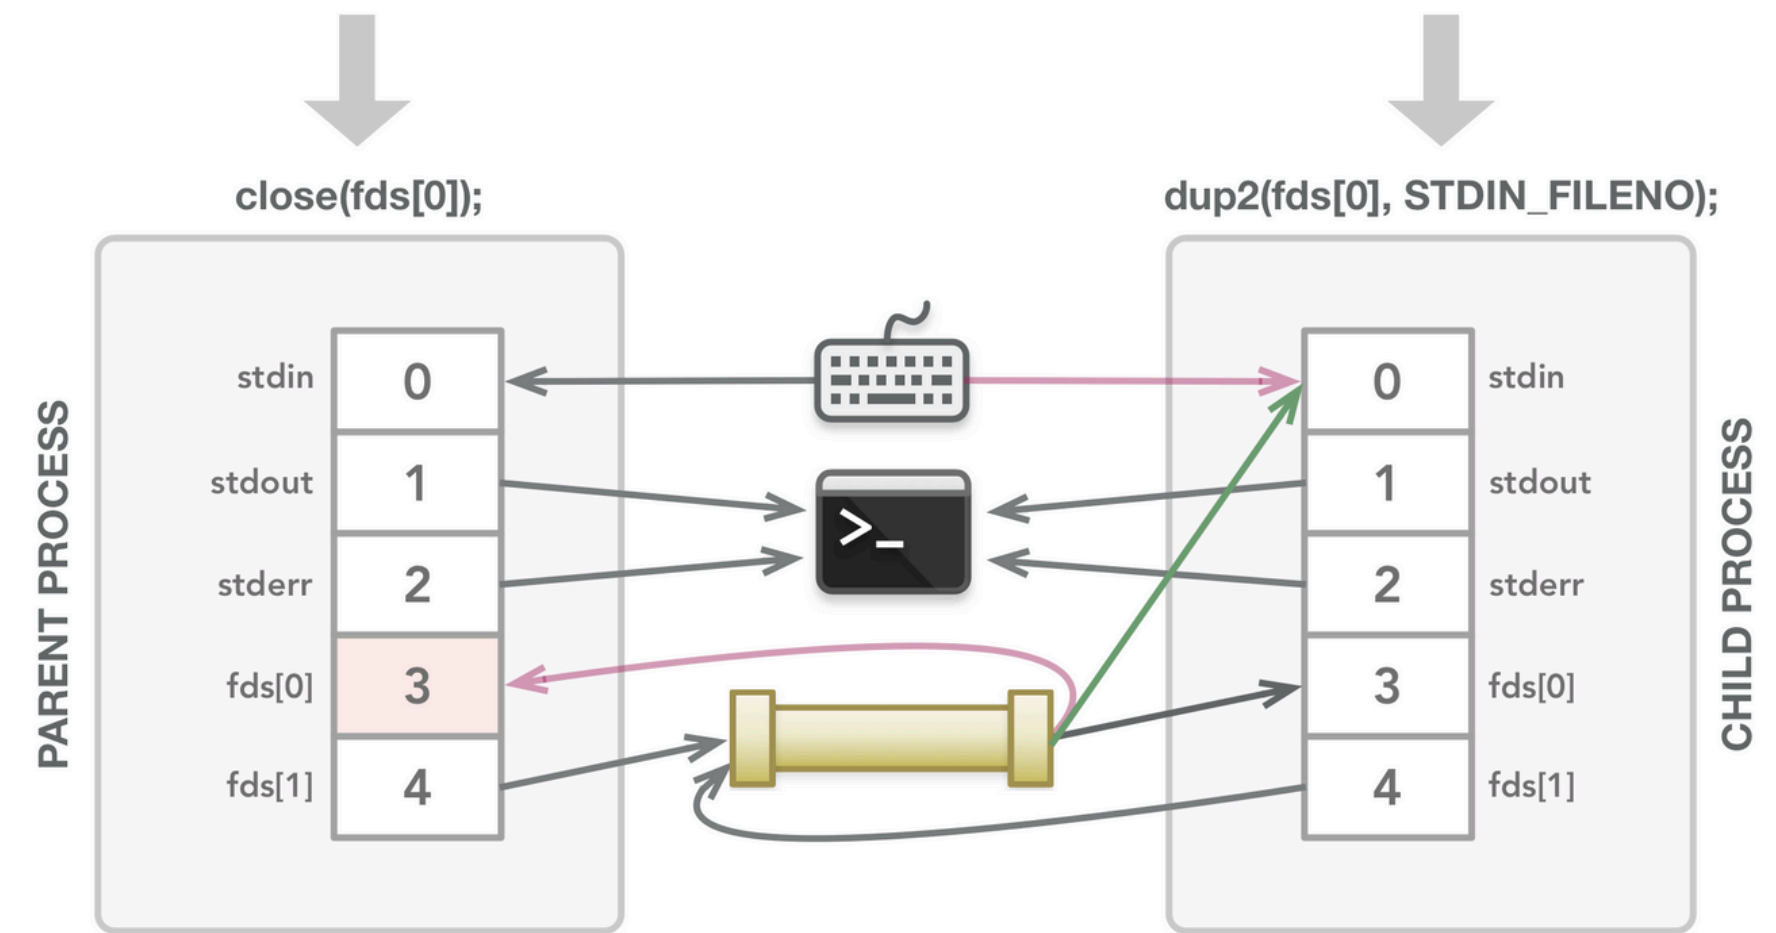 close(fds[0]);
dup2(fds[0], STDIN_FILENO);
PARENT PROCESS
stdin
0
stdout
1
stderr
2
fds[0]
3
fds[1]
4
>_
0
stdin
1
stdout
2
stderr
3
fds[0]
4
fds[1]
CHILD PROCESS